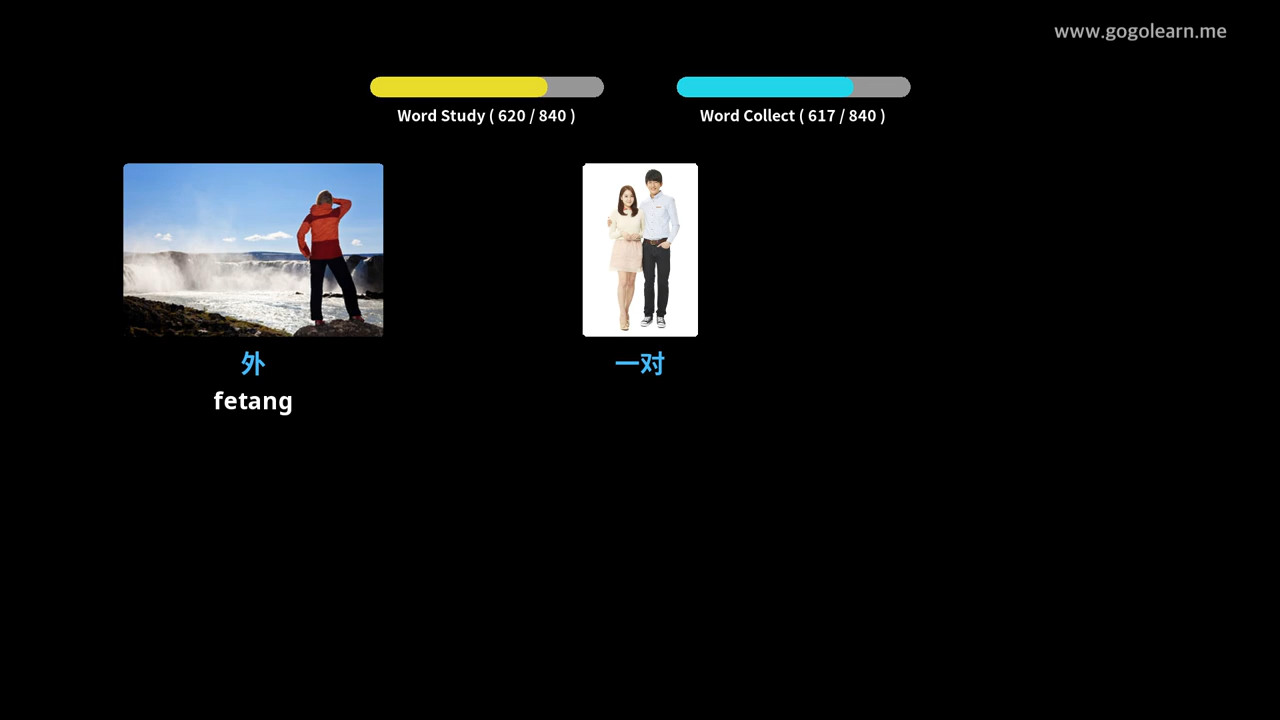 www.gogolearn.me
Word Study ( 620 / 840 )
Word Collect ( 617 / 840 )
外
fetang
一对